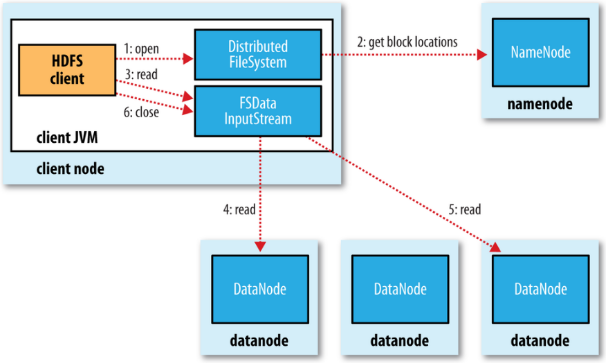 1: open
HDFS
client
3: read
6: close
Distributed
FileSystem
FSData
InputStream
client JVM
client node
2: get block locations
NameNode
namenode
4: read
5: read
DataNode
datanode
DataNode
datanode
DataNode
datanode